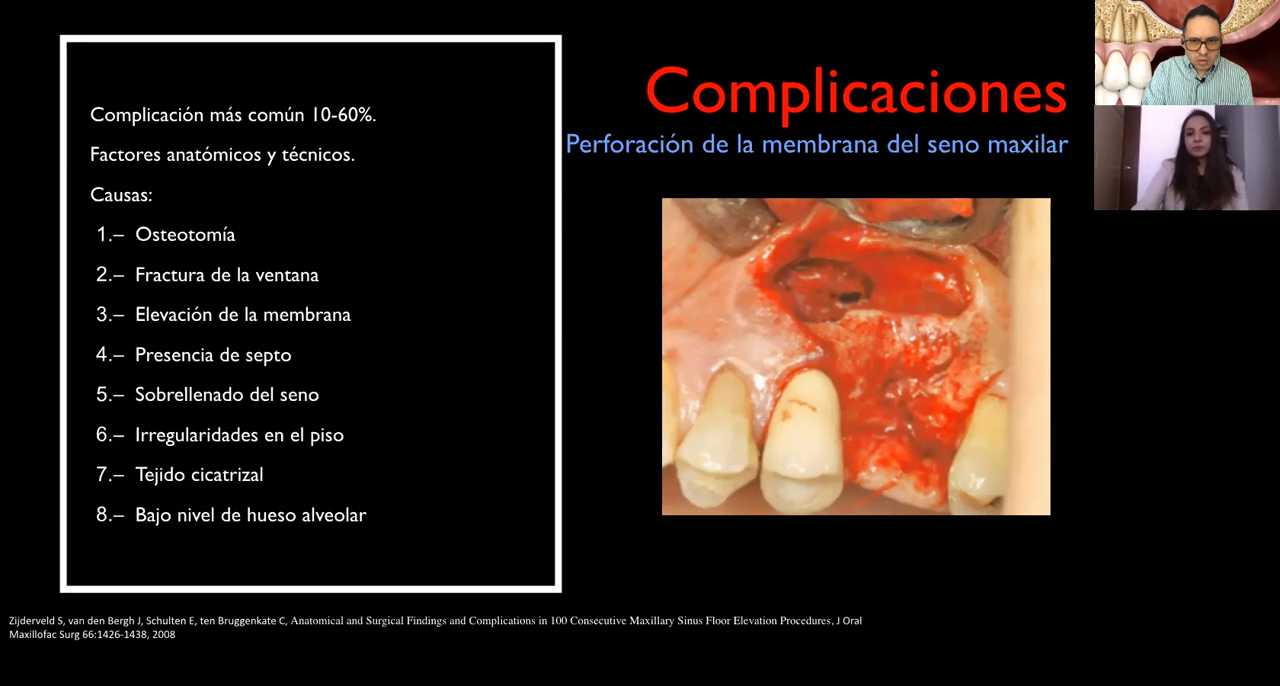 Complicaciones
Perforación de la membrana del seno maxilar
Complicación más común 10-60%.
Factores anatómicos y técnicos.
Causas:
1.– Osteotomía
2.– Fractura de la ventana
3.– Elevación de la membrana
4.– Presencia de septo
5.– Sobrellenado del seno
6.– Irregularidades en el piso
7.– Tejido cicatrizal
8.– Bajo nivel de hueso alveolar
Zijderveld S, van den Bergh J, Schulten E, ten Bruggenkate C, Anatomical and Surgical Findings and Complications in 100 Consecutive Maxillary Sinus Floor Elevation Procedures, J Oral
Maxillofac Surg 66:1426-1438, 2008